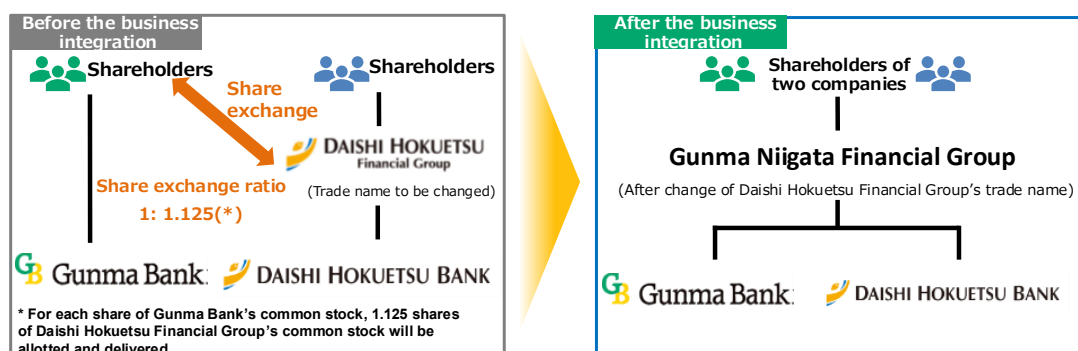 Before the business
integration
Shareholders
Shareholders
Share
exchange
DAISHI HOKUETSU
Financial Group
Share exchange ratio
1: 1.125(*)
(Trade name to be changed)
GB Gunma Bank
DAISHI HOKUETSU BANK
* For each share of Gunma Bank's common stock, 1.125 shares
of Daishi Hokuetsu Financial Group's common stock will be
allotted and delivered
After the business
integration
Shareholders of
two companies
Gunma Niigata Financial Group
(After change of Daishi Hokuetsu Financial Group's trade name)
GB Gunma Bank
DAISHI HOKUETSU BANK